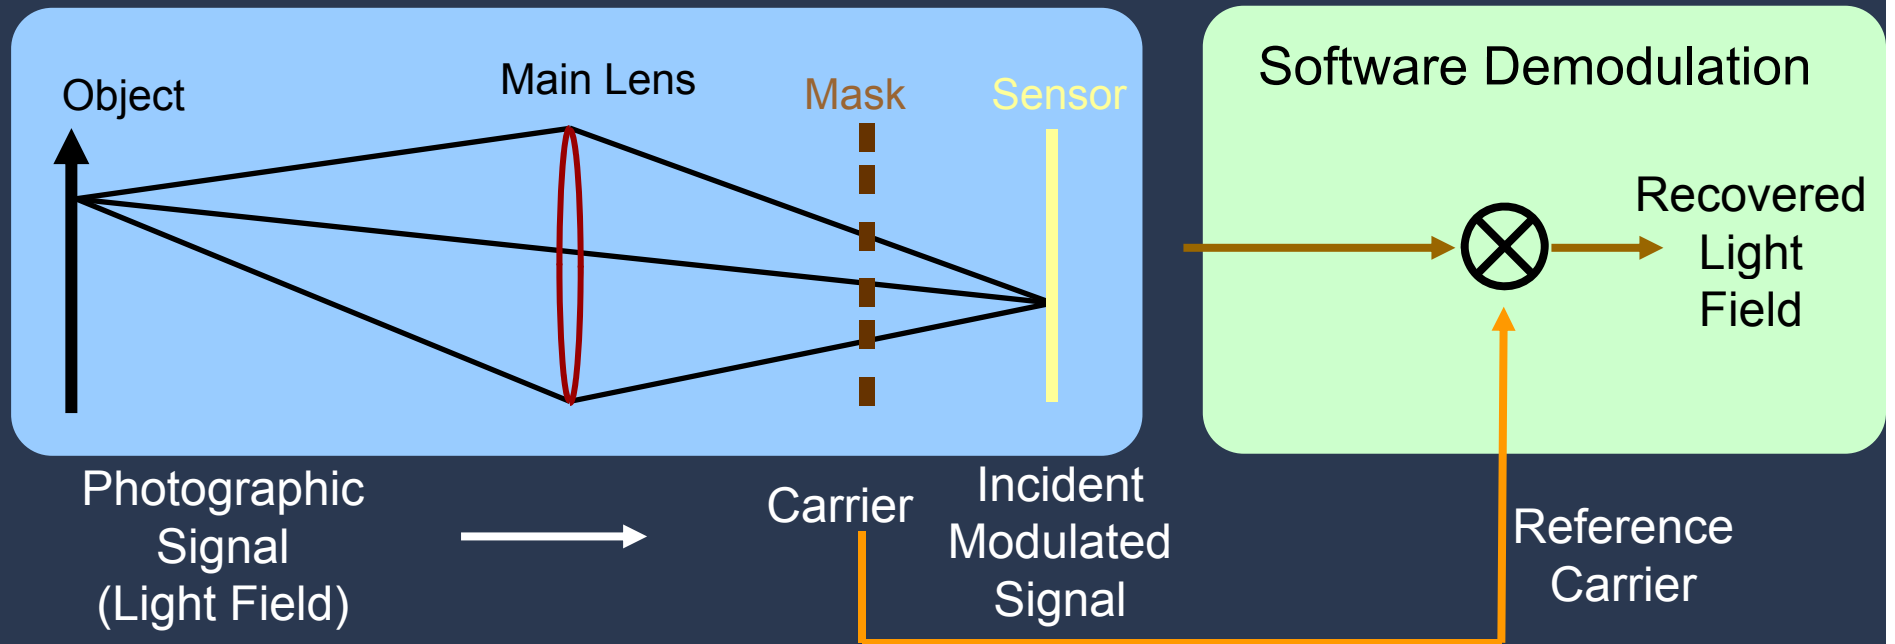 Object
Main Lens
Mask
Sensor
Software Demodulation
Recovered
Light
Field
Photographic
Signal
(Light Field)
Carrier
Incident
Modulated
Signal
Reference
Carrier